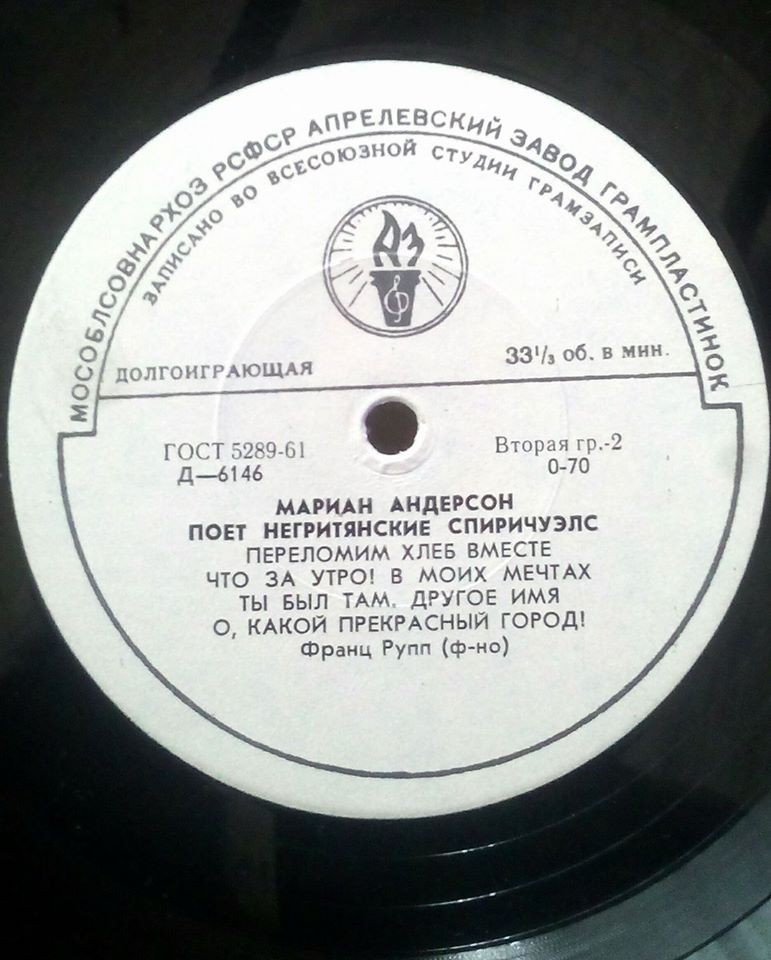 МОСОБЛСОВНАРХОЗ РСФСР АПРЕЛЕВСКИЙ ЗАВОД ГРАМПЛАСТИНОК
ЗАПИСАНО ВО ВСЕСОЮЗНОЙ СТУДИИ ГРАМЗАПИСИ
АЗ
ДОЛГОИГРАЮЩАЯ
33 1/3 об. в мин.
ГОСТ 5289-61
Вторая гр.-2
Д—6146
0-70
МАРИАН АНДЕРСОН
ПОЕТ НЕГРИТЯНСКИЕ СПИРИЧУЭЛС
ПЕРЕЛОМИМ ХЛЕБ ВМЕСТЕ
ЧТО ЗА УТРО! В МОИХ МЕЧТАХ
ТЫ БЫЛ ТАМ. ДРУГОЕ ИМЯ
О, КАКОЙ ПРЕКРАСНЫЙ ГОРОД!
Франц Рупп (ф-но)